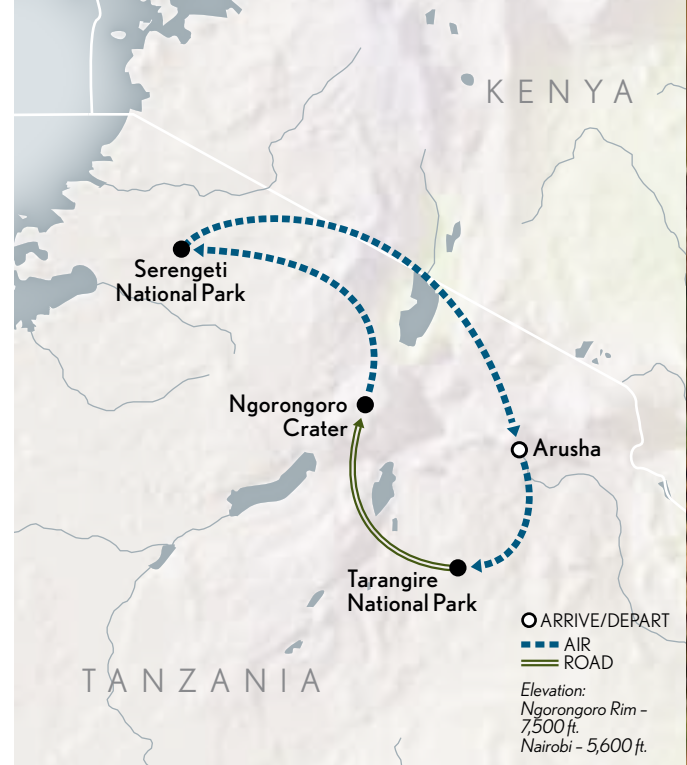 KENYA
Serengeti
National Park
Ngorongoro
Crater
Arusha
Tarangire
National Park
TANZANIA
ARRIVE/DEPART
AIR
ROAD
Elevation:
Ngorongoro Rim –
7,500 ft.
Nairobi – 5,600 ft.